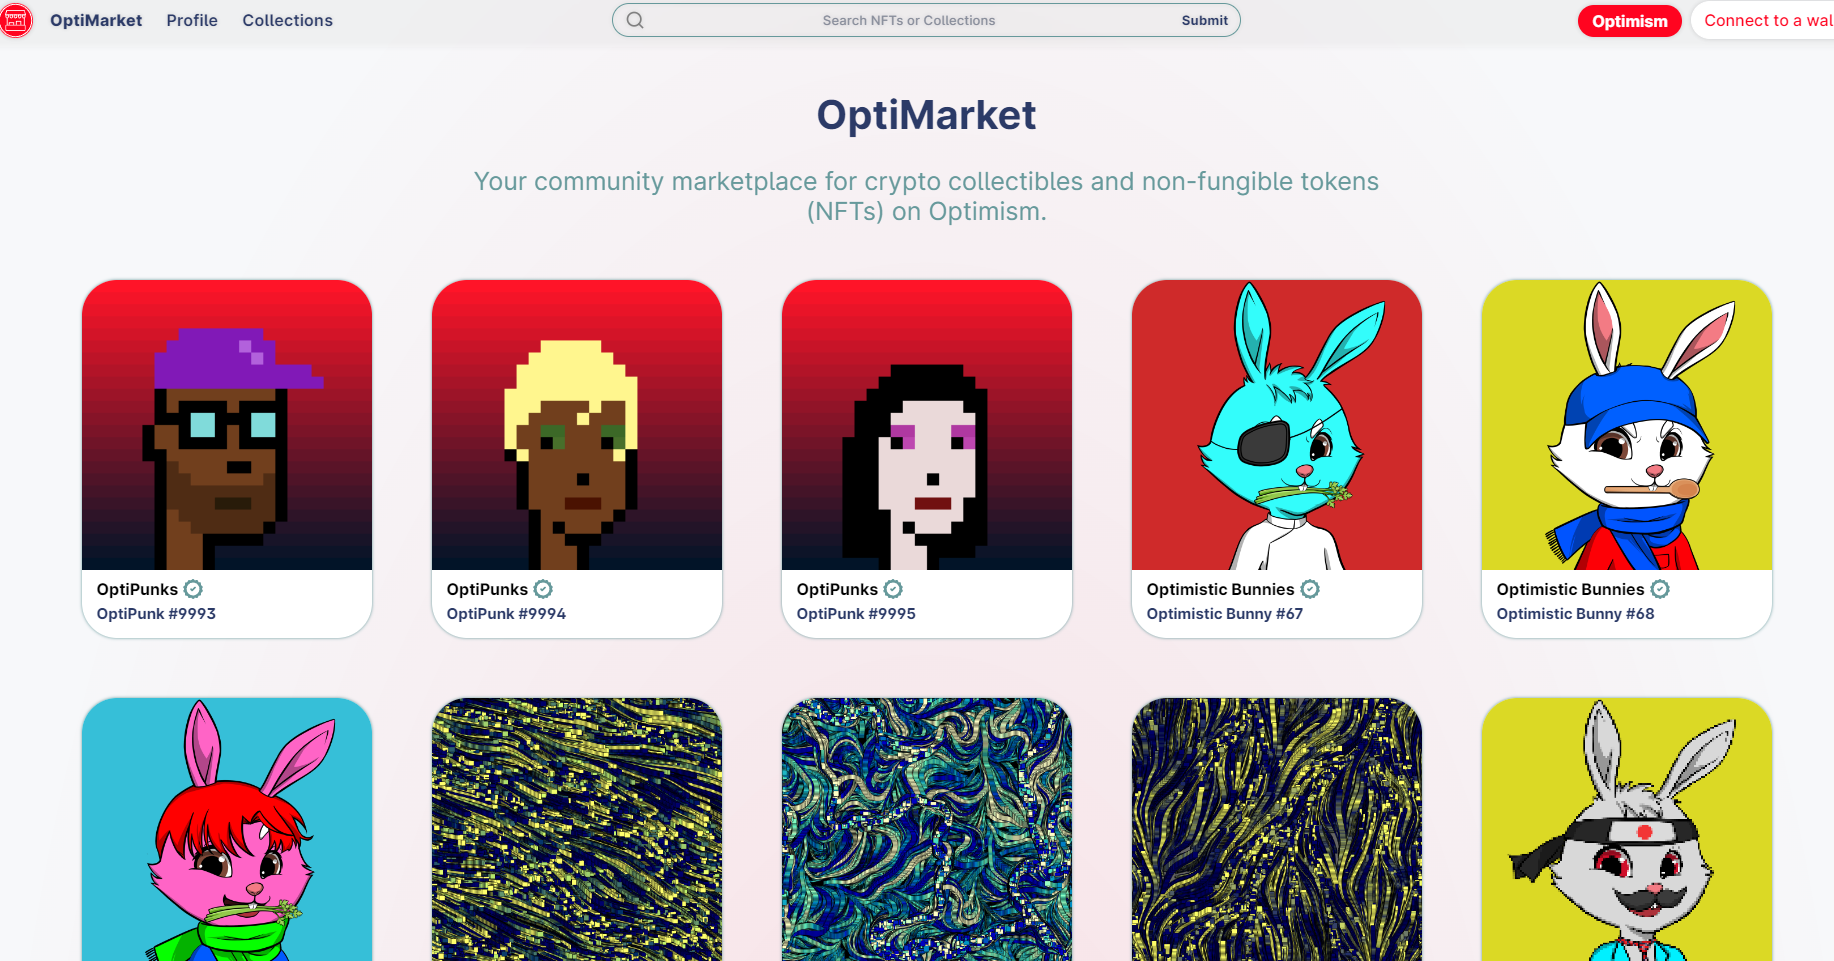 OptiMarket Profile Collections Search NFTs or Collections Submit Optimism Connect to a wal
OptiMarket
Your community marketplace for crypto collectibles and non-fungible tokens
(NFTs) on Optimism.
OptiPunks
OptiPunk #9993
OptiPunks
OptiPunk #9994
OptiPunks
OptiPunk #9995
Optimistic Bunnies
Optimistic Bunny #67
Optimistic Bunnies
Optimistic Bunny #68